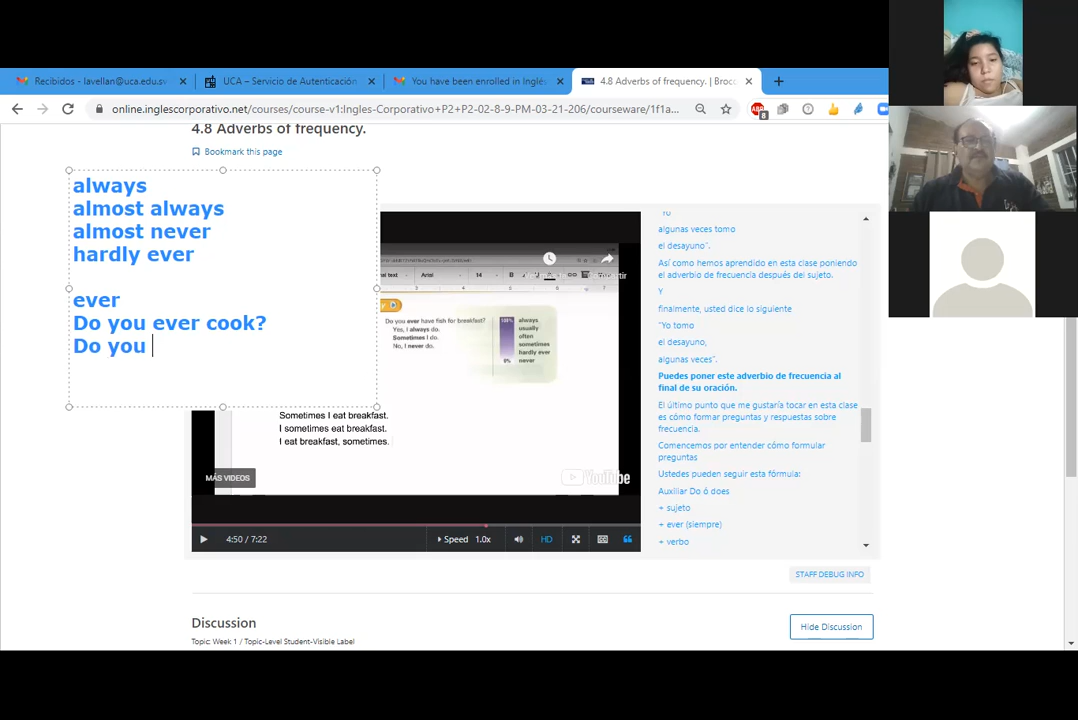 Recibidos - lavellan@uca.edu.sv
UCA – Servicio de Autenticación
You have been enrolled in Inglés
4.8 Adverbs of frequency. | Broco
online.inglescorporativo.net/courses/course-v1:Ingles-Corporativo+P2+P2-02-8-9-PM-03-21-206/courseware/1f1a...
8
4.8 Adverbs of frequency.
Bookmark this page
always
almost always
almost never
hardly ever
ever
Do you ever cook?
Do you
Arial
14
Do you ever have fish for breakfast?
Yes, I always do.
Sometimes I do.
No, I never do.
100%
always
usually
often
sometimes
hardly ever
0%
never
Sometimes I eat breakfast.
I sometimes eat breakfast.
I eat breakfast, sometimes.
MÁS VIDEOS
YouTube
4:50 / 7:22
Speed 1.0x
HD
algunas veces tomo
el desayuno".
Así como hemos aprendido en esta clase poniendo
el adverbio de frecuencia después del sujeto.
Y
finalmente, usted dice lo siguiente
"Yo tomo
el desayuno,
algunas veces".
Puedes poner este adverbio de frecuencia al
final de su oración.
El último punto que me gustaría tocar en esta clase
es cómo formar preguntas y respuestas sobre
frecuencia.
Comencemos por entender cómo formular
preguntas
Ustedes pueden seguir esta fórmula:
Auxiliar Do ó does
+ sujeto
+ ever (siempre)
+ verbo
STAFF DEBUG INFO
Discussion
Topic: Week 1 / Topic-Level Student-Visible Label
Hide Discussion